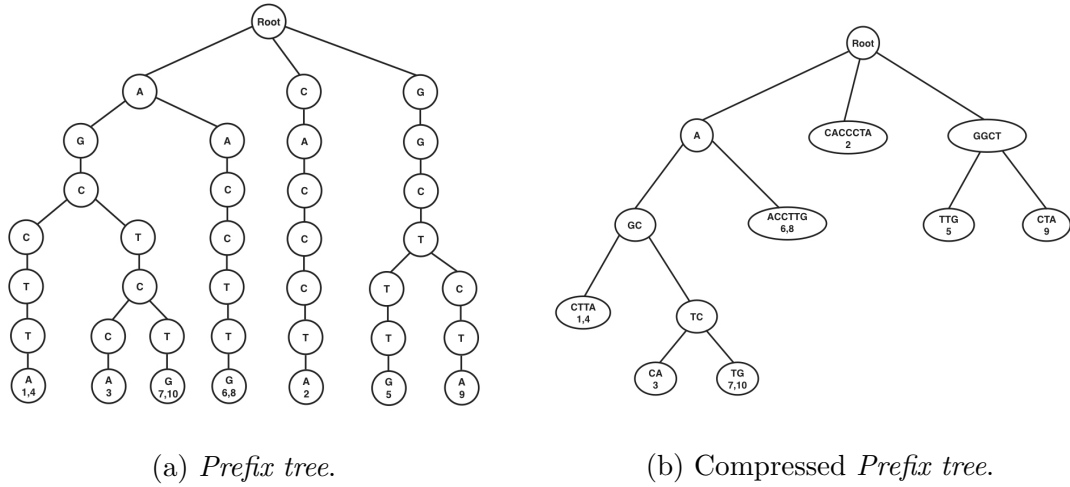 Root
A C G
G A A G
C C C C
C T C C T
T C T C T C
T C T T T T T
A A G G A G A
1,4 3 7,10 6,8 2 5 9
(a) Prefix tree.
Root
A
CACCCTA
2
GGCT
GC
ACCTTG
6,8
TTG
5
CTA
9
CTTA
1,4
TC
CA
3
TG
7,10
(b) Compressed Prefix tree.